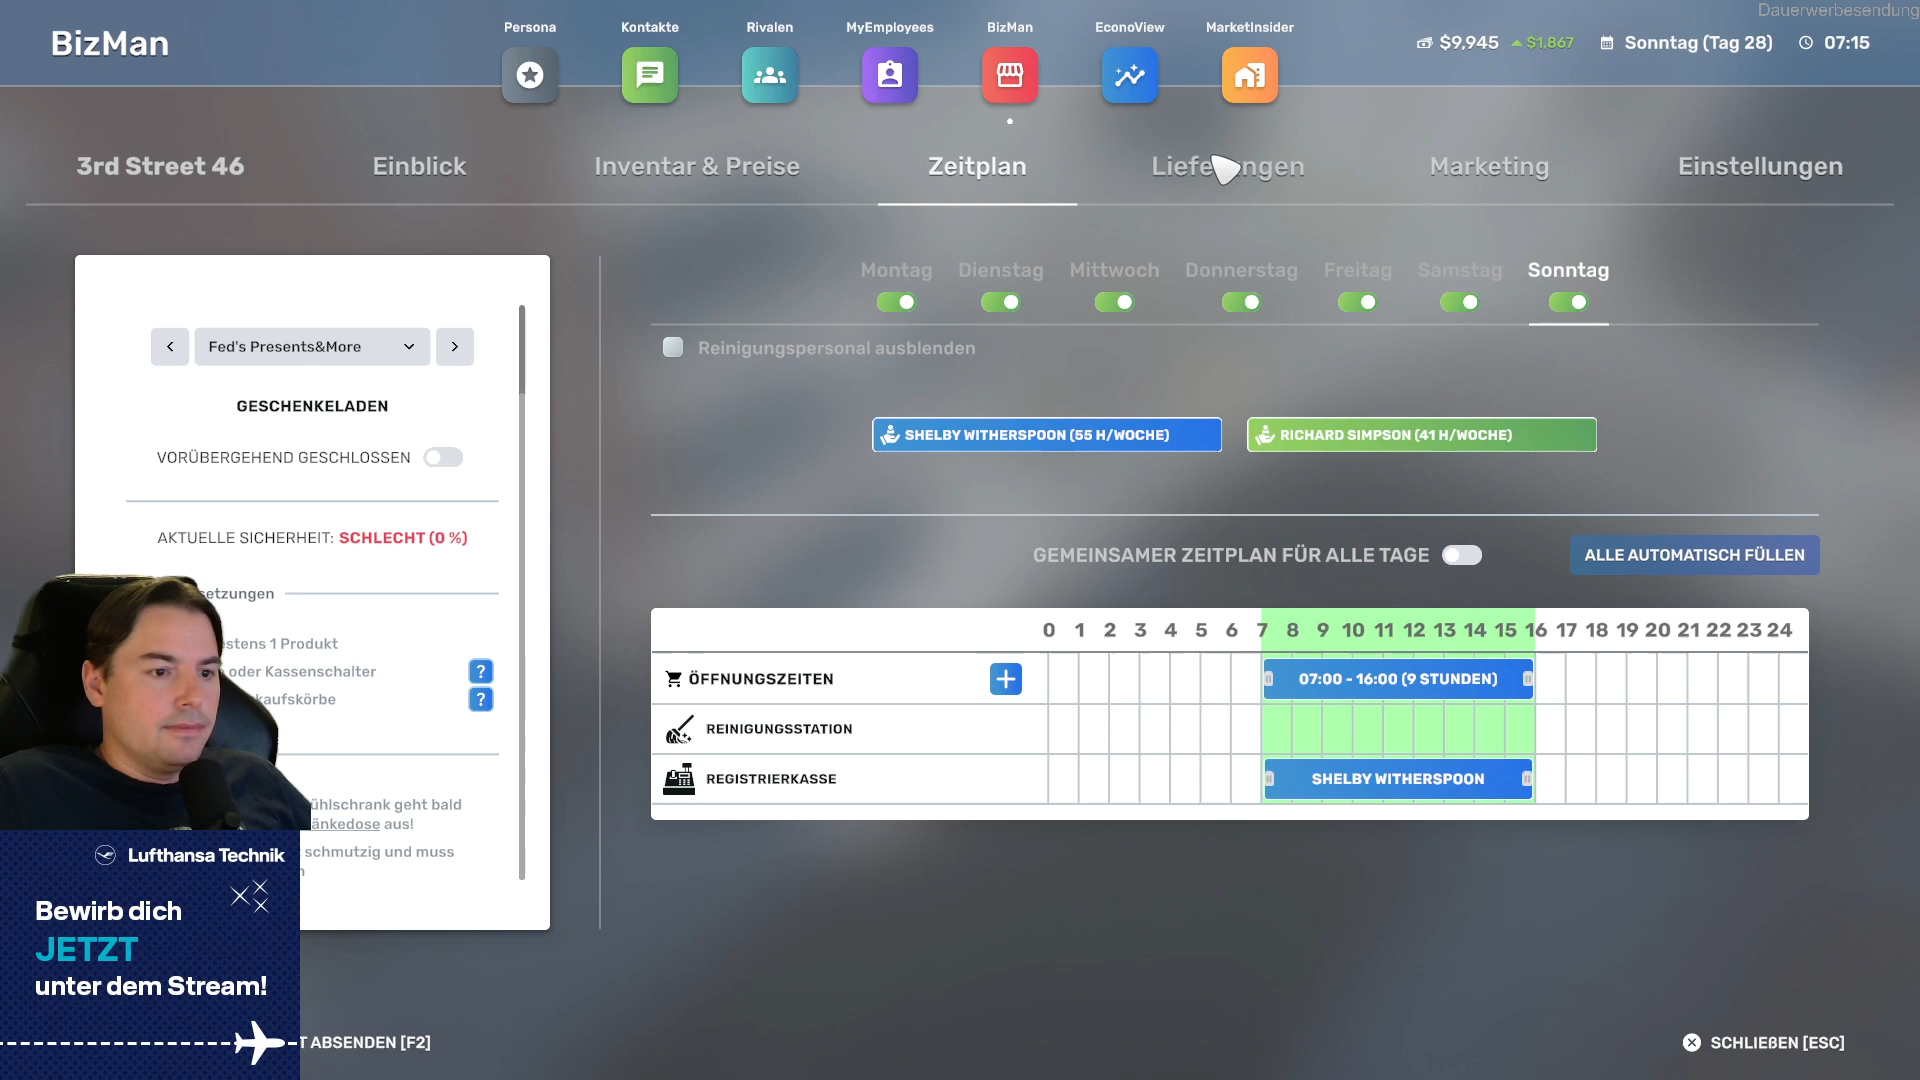 Dauerwerbesendung
BizMan
Persona
Kontakte
Rivalen
MyEmployees
BizMan
EconoView
MarketInsider
$9,945
$1,867
Sonntag (Tag 28)
07:15
3rd Street 46
Einblick
Inventar & Preise
Zeitplan
Marketing
Einstellungen
Montag
Dienstag
Mittwoch
Donnerstag
Freitag
Samstag
Sonntag
Reinigungspersonal ausblenden
Fed's Presents&More
GESCHENKELADEN
VORÜBERGEHEND GESCHLOSSEN
AKTUELLE SICHERHEIT: SCHLECHT (0 %)
setzungen
estens 1 Produkt
oder Kassenschalter
?
kaufskörbe
?
ühlschrank geht bald
änkedose aus!
schmutzig und muss
SHELBY WITHERSPOON (55 H/WOCHE)
RICHARD SIMPSON (41 H/WOCHE)
GEMEINSAMER ZEITPLAN FÜR ALLE TAGE
ALLE AUTOMATISCH FÜLLEN
0 1 2 3 4 5 6 7 8 9 10 11 12 13 14 15 16 17 18 19 20 21 22 23 24
ÖFFNUNGSZEITEN
07:00 - 16:00 (9 STUNDEN)
REINIGUNGSSTATION
REGISTRIERKASSE
SHELBY WITHERSPOON
Lufthansa Technik
Bewirb dich
JETZT
unter dem Stream!
T ABSENDEN [F2]
SCHLIEẞEN [ESC]